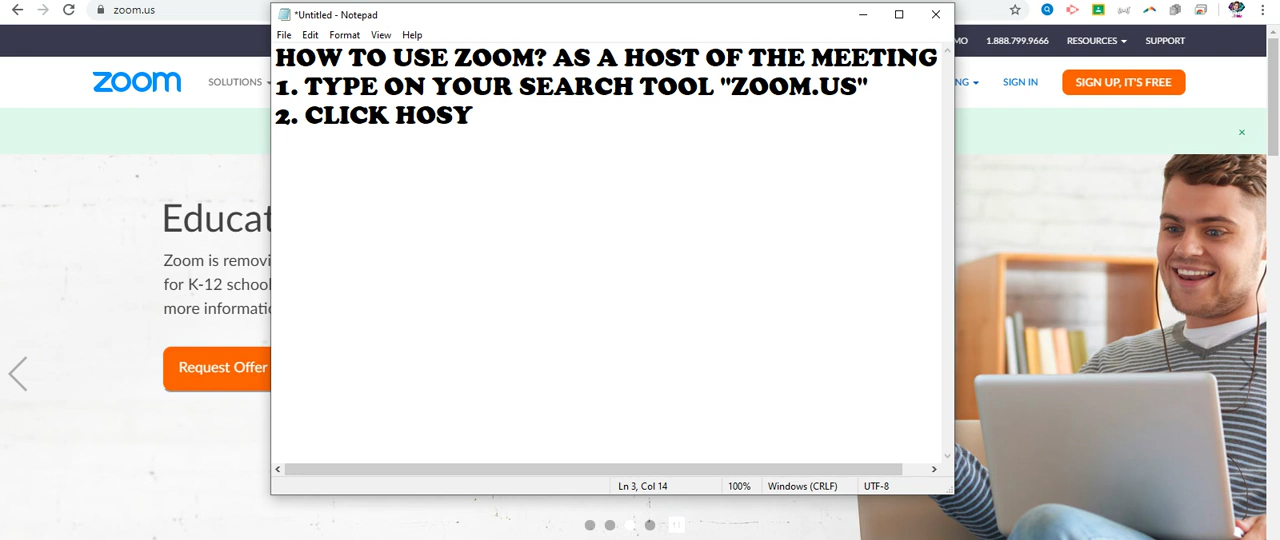 zoom.us
*Untitled - Notepad
File Edit Format View Help
MO 1.888.799.9666 RESOURCES SUPPORT
zoom SOLUTIONS
NG SIGN IN SIGN UP, IT'S FREE
HOW TO USE ZOOM? AS A HOST OF THE MEETING
1. TYPE ON YOUR SEARCH TOOL "ZOOM.US"
2. CLICK HOSY
Educat
Zoom is removi
for K-12 school
more informatio
Request Offer
Ln 3, Col 14 100% Windows (CRLF) UTF-8